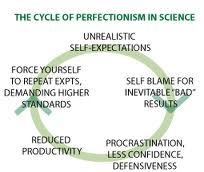 THE CYCLE OF PERFECTIONISM IN SCIENCE
UNREALISTIC
SELF-EXPECTATIONS
SELF BLAME FOR
INEVITABLE "BAD"
RESULTS
PROCRASTINATION,
LESS CONFIDENCE,
DEFENSIVENESS
REDUCED
PRODUCTIVITY
FORCE YOURSELF
TO REPEAT EXPTS,
DEMANDING HIGHER
STANDARDS